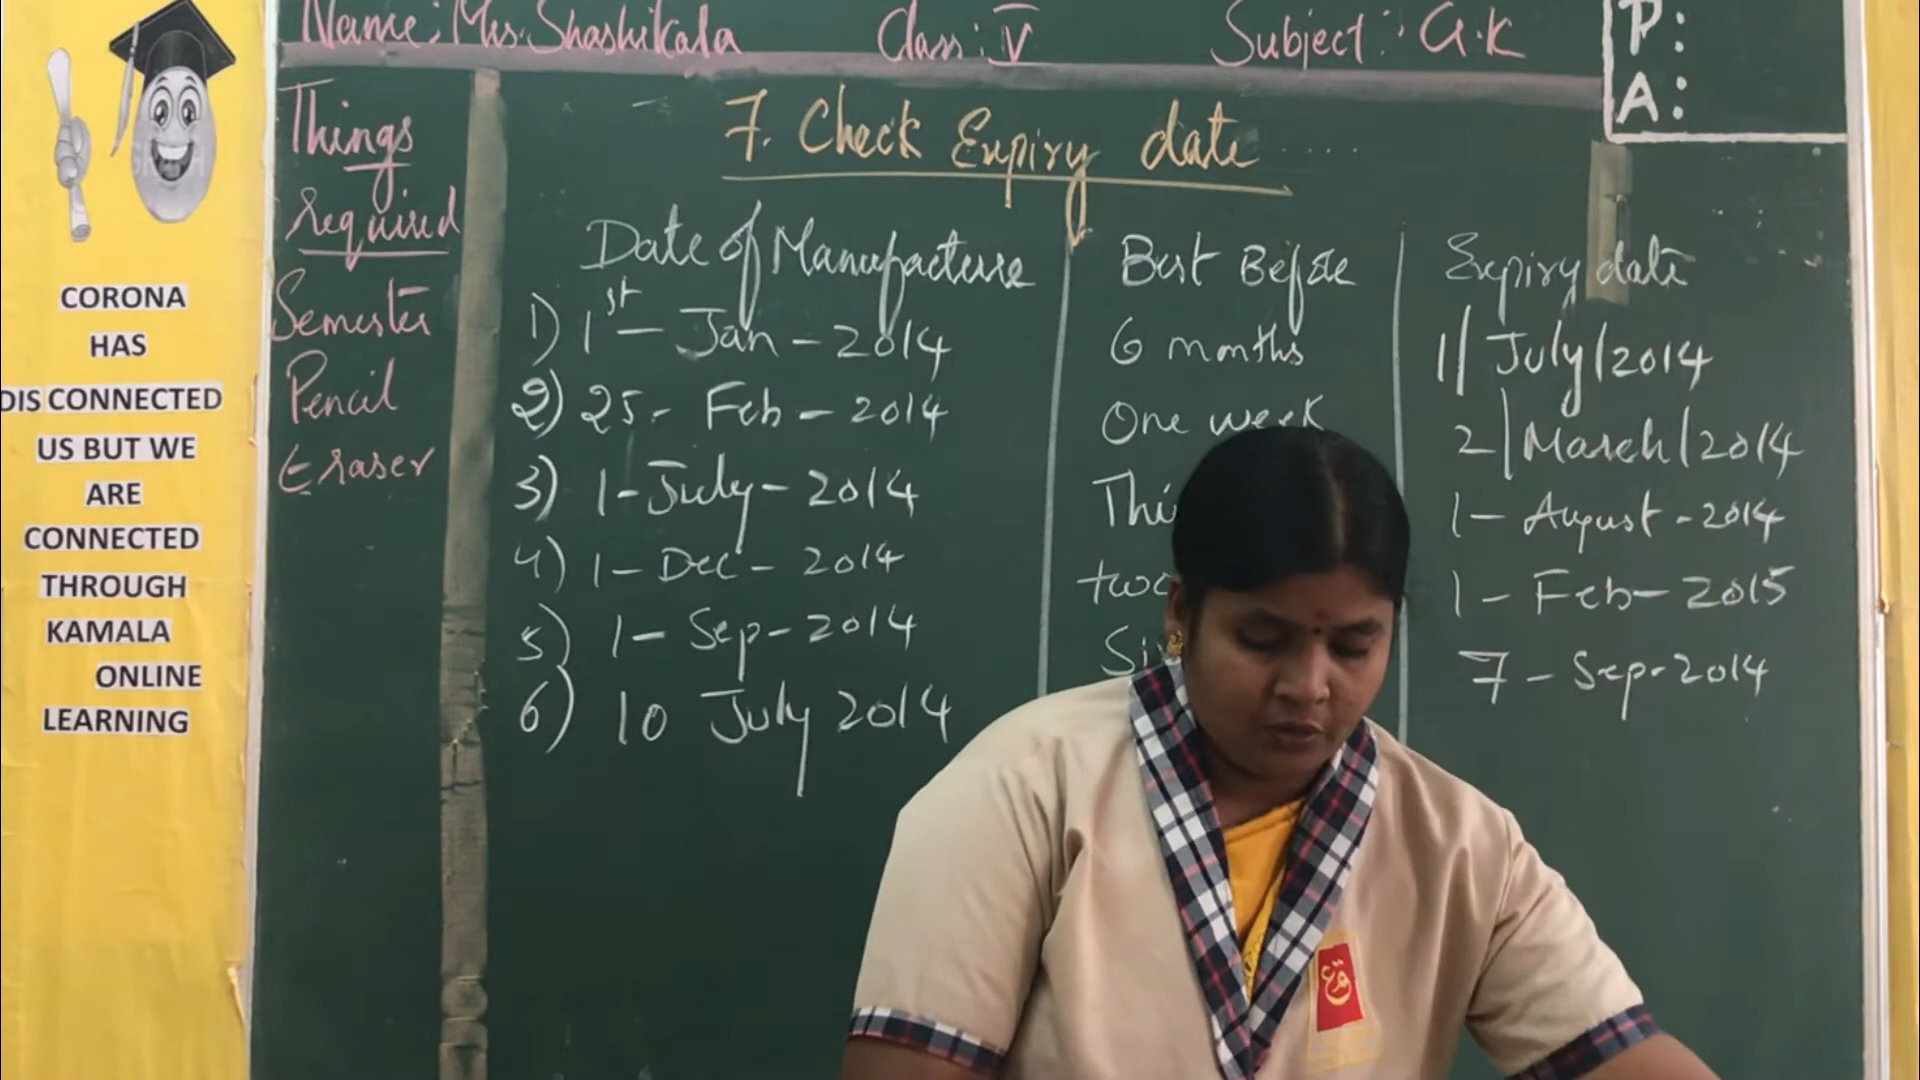 Name: Mrs. Shashikala Class: V Subject: G.K
P:
A:
Things
required
Semester
Pencil
Eraser
7. Check Expiry date ....
Date of Manufacture Best Before Expiry date
1) 1st - Jan - 2014 6 months 1/July/2014
2) 25 - Feb - 2014 One week 2/March/2014
3) 1 - July - 2014 1 - August - 2014
4) 1 - Dec - 2014 1 - Feb - 2015
5) 1 - Sep - 2014 7 - Sep - 2014
6) 10 July 2014
CORONA
HAS
DIS CONNECTED
US BUT WE
ARE
CONNECTED
THROUGH
KAMALA
ONLINE
LEARNING